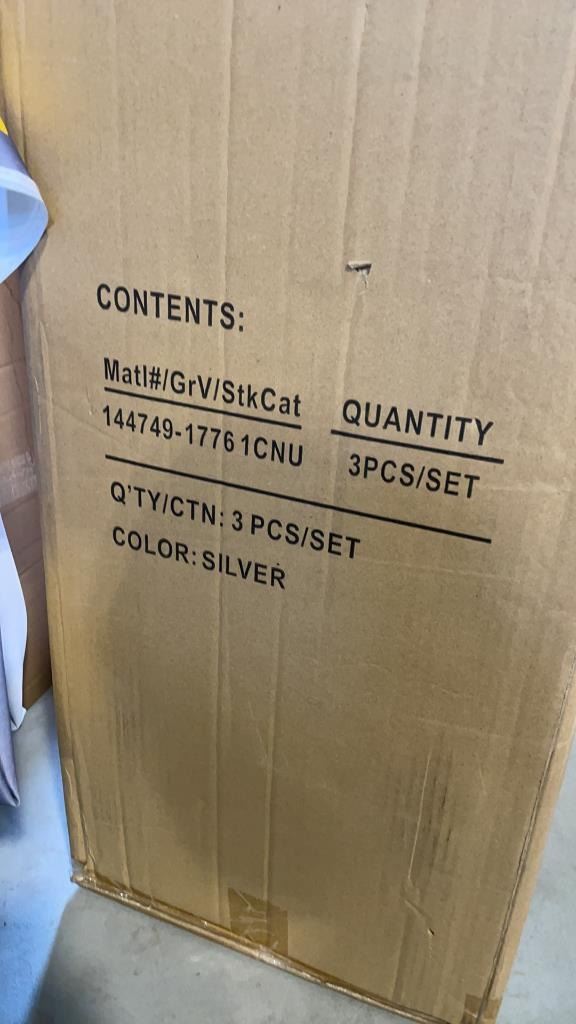 CONTENTS:
Matl#/GrV/StkCat QUANTITY
144749-1776 1CNU 3PCS/SET
Q'TY/CTN: 3 PCS/SET
COLOR: SILVER